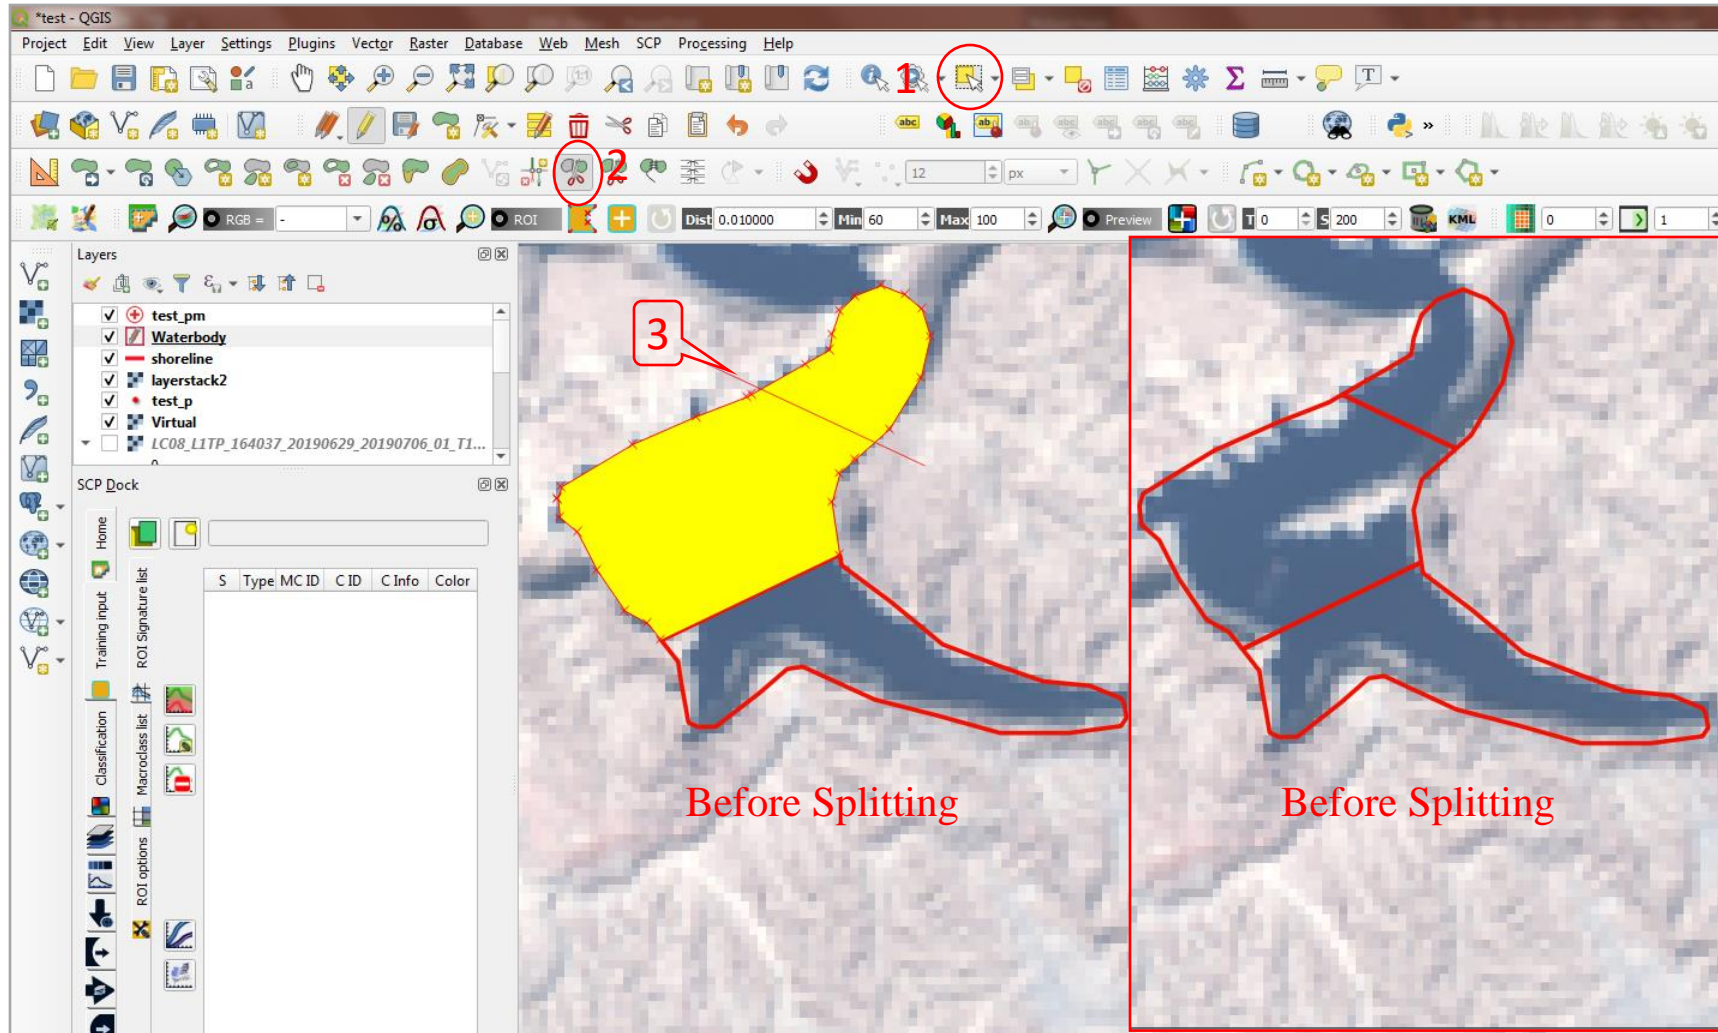 *test - QGIS
Project Edit View Layer Settings Plugins Vector Raster Database Web Mesh SCP Processing Help
1
abc
2
12 px
RGB = - ROI Dist 0.010000 Min 60 Max 100 Preview T 0 S 200 KML 0 1
Layers
test_pm
Waterbody
shoreline
layerstack2
test_p
Virtual
LC08_L1TP_164037_20190629_20190706_01_T1...
3
SCP Dock
Home
Training input
Classification
ROI Signature list
Macroclass list
ROI options
S Type MC ID C ID C Info Color
Before Splitting
Before Splitting